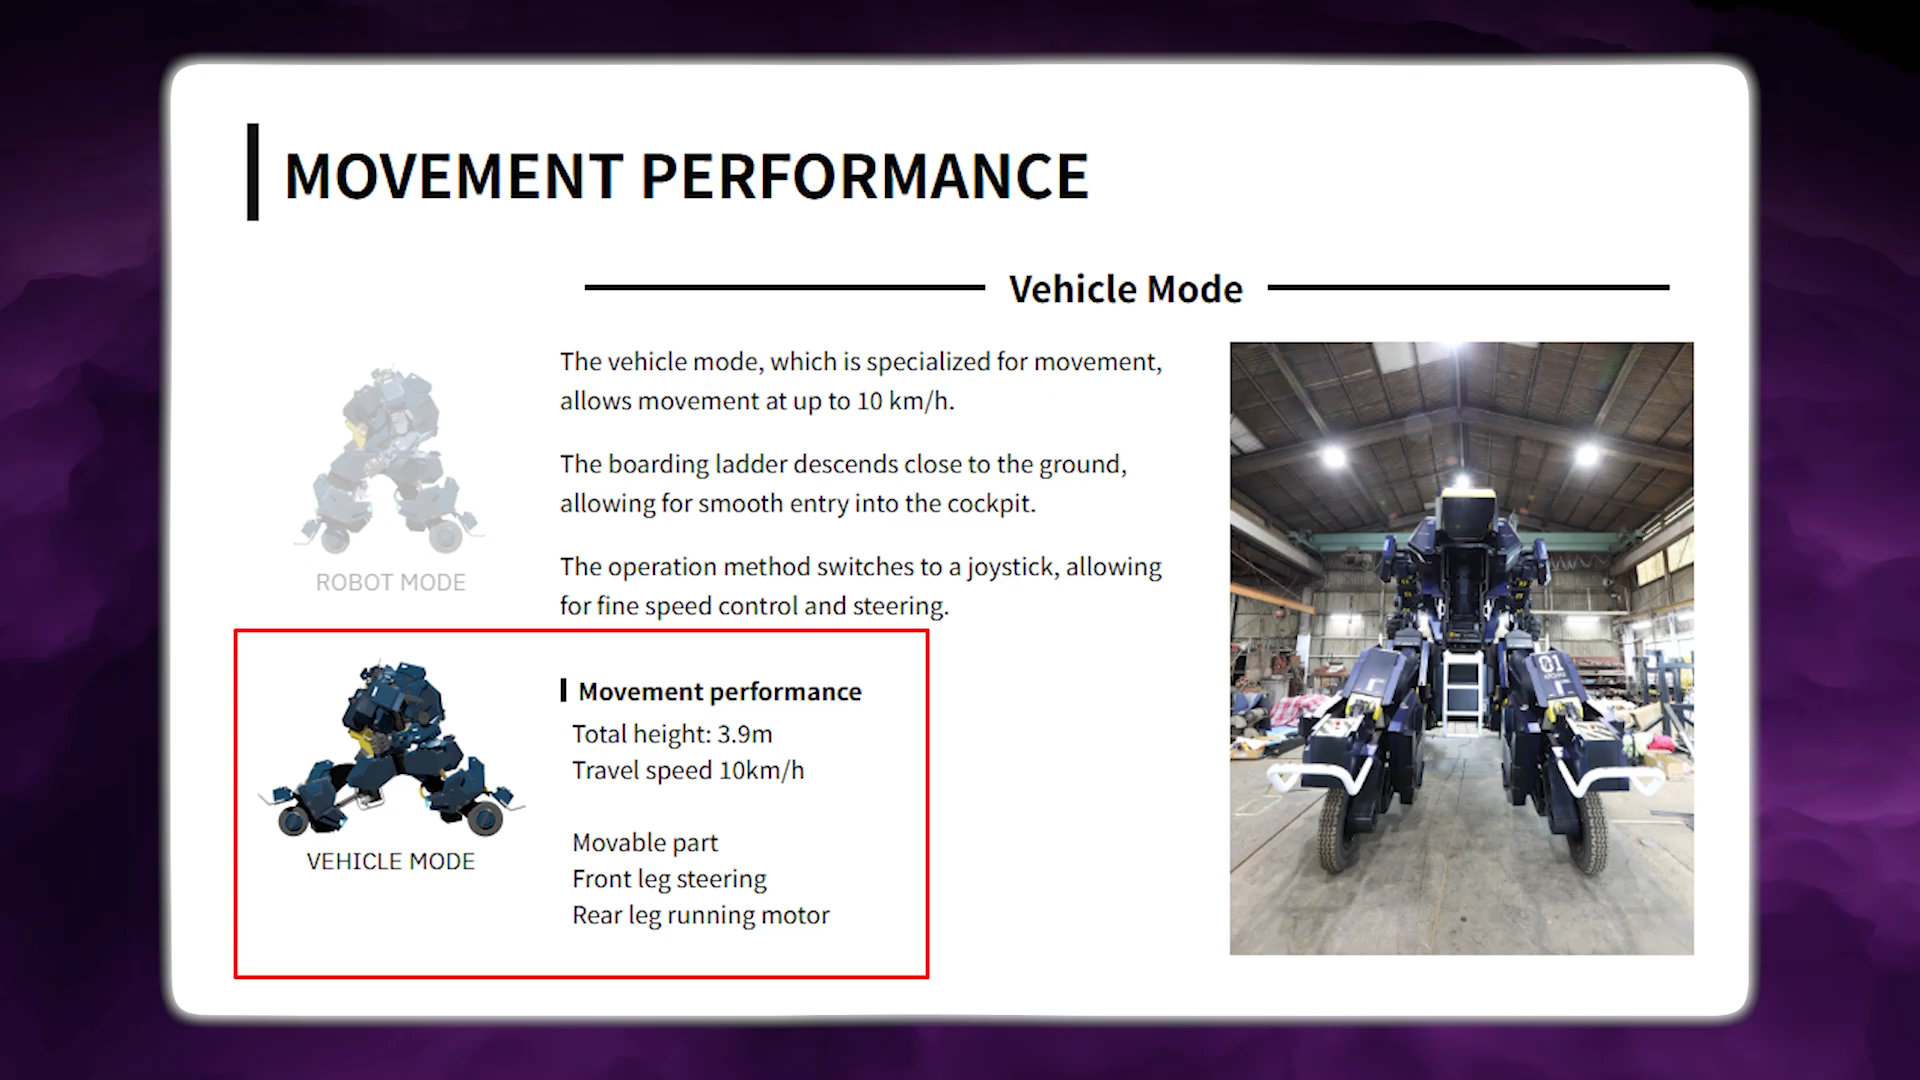 MOVEMENT PERFORMANCE
Vehicle Mode
The vehicle mode, which is specialized for movement,
allows movement at up to 10 km/h.
The boarding ladder descends close to the ground,
allowing for smooth entry into the cockpit.
The operation method switches to a joystick, allowing
for fine speed control and steering.
ROBOT MODE
Movement performance
Total height: 3.9m
Travel speed 10km/h
Movable part
Front leg steering
Rear leg running motor
VEHICLE MODE
01